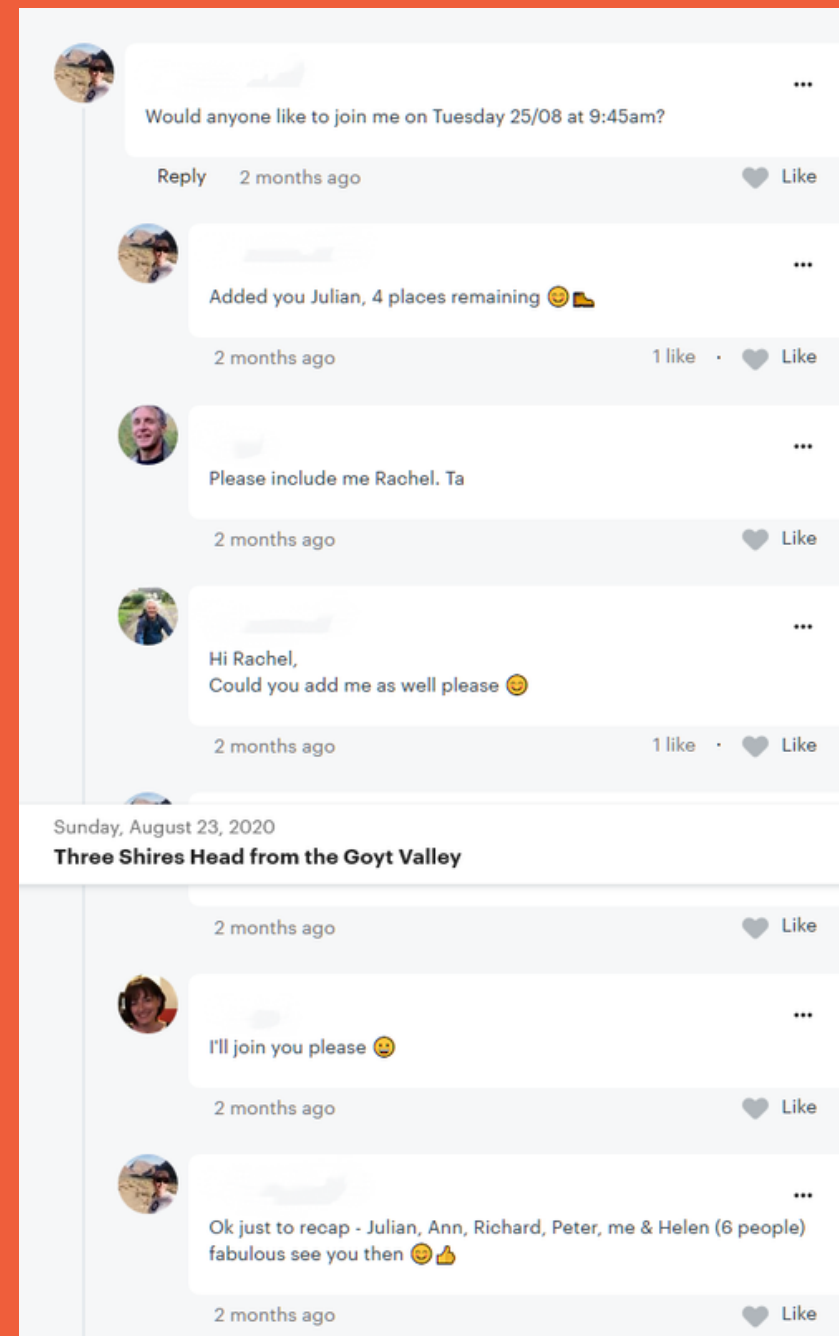 ...
Would anyone like to join me on Tuesday 25/08 at 9:45am?
Reply 2 months ago Like
...
Added you Julian, 4 places remaining 😊🥾
2 months ago 1 like · Like
...
Please include me Rachel. Ta
2 months ago Like
...
Hi Rachel,
Could you add me as well please 😊
2 months ago 1 like · Like
Sunday, August 23, 2020
Three Shires Head from the Goyt Valley
2 months ago Like
...
I'll join you please 😀
2 months ago Like
...
Ok just to recap - Julian, Ann, Richard, Peter, me & Helen (6 people)
fabulous see you then 😊👍
2 months ago Like